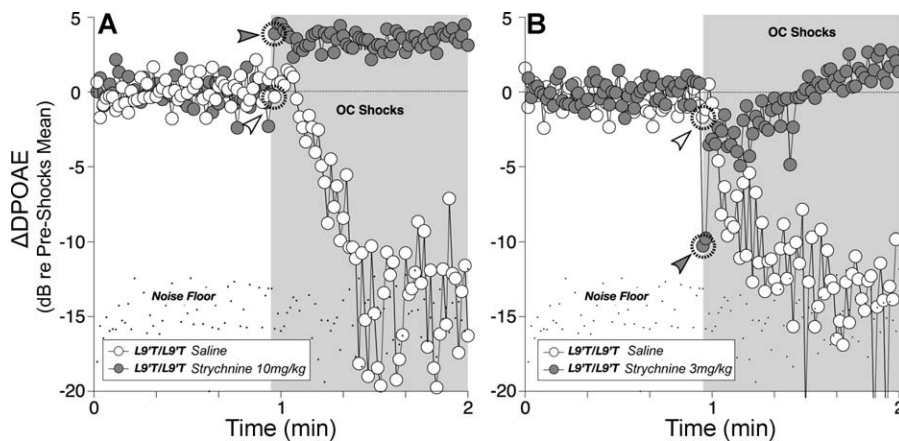 A
B
OC Shocks
OC Shocks
ΔDPOAE
(dB re Pre-Shocks Mean)
5
0
-5
-10
-15
-20
5
0
-5
-10
-15
-20
Noise Floor
Noise Floor
L9'T/L9'T Saline
L9'T/L9'T Strychnine 10mg/kg
L9'T/L9'T Saline
L9'T/L9'T Strychnine 3mg/kg
0 1 2
0 1 2
Time (min)
Time (min)